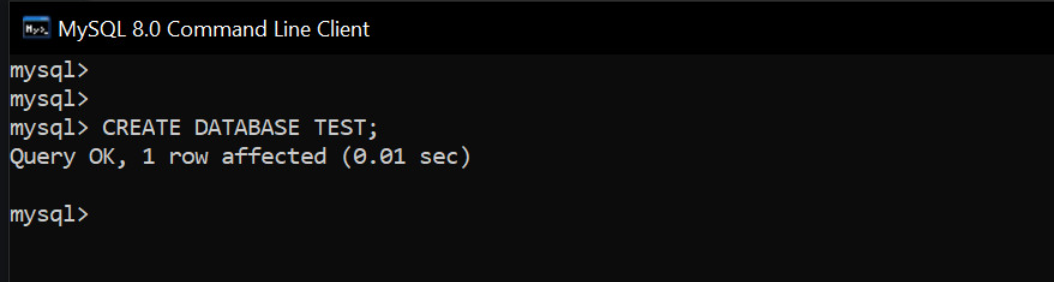 MySQL 8.0 Command Line Client
mysql>
mysql>
mysql> CREATE DATABASE TEST;
Query OK, 1 row affected (0.01 sec)
mysql>